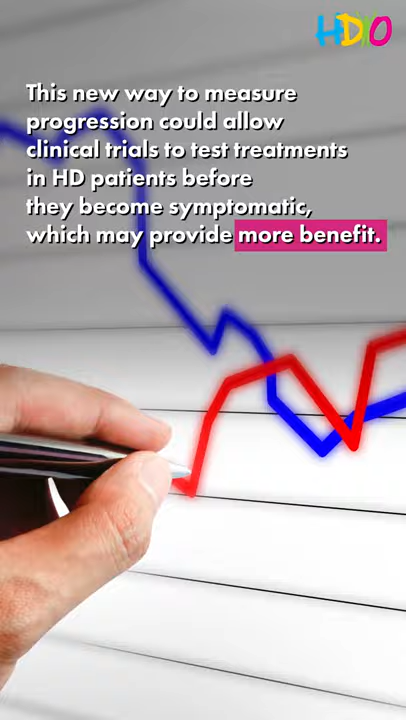 HDYO
This new way to measure
progression could allow
clinical trials to test treatments
in HD patients before
they become symptomatic,
which may provide more benefit.